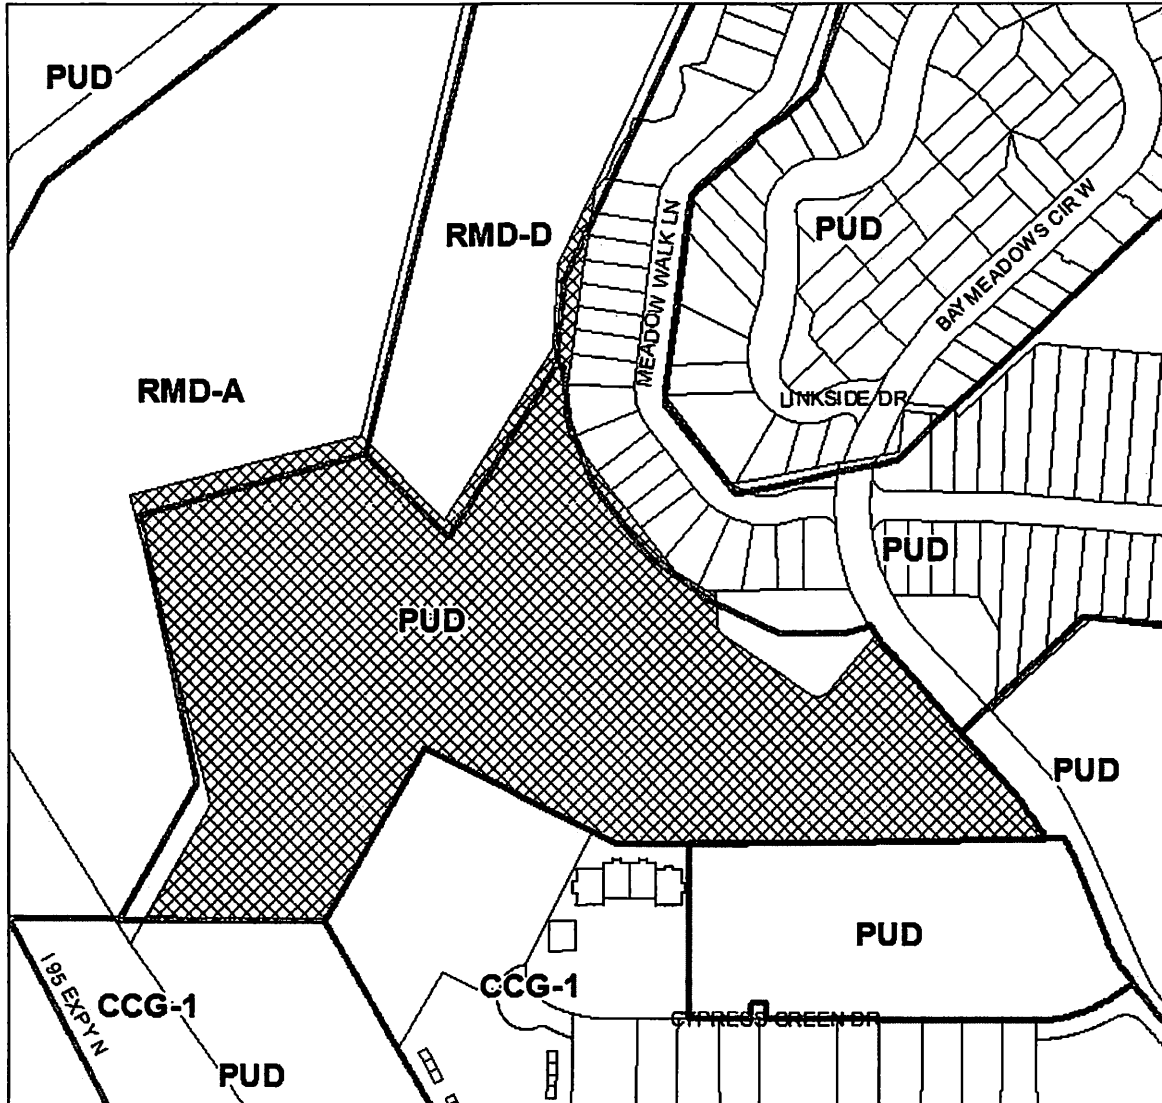 PUD
RMD-D
PUD
MEADOW WALK LN
BAYMEADOWS CIR W
RMD-A
LINKSIDE DR
PUD
PUD
PUD
PUD
CCG-1
CCG-1
I 95 EXPY N
CYPRESS GREEN DR
PUD